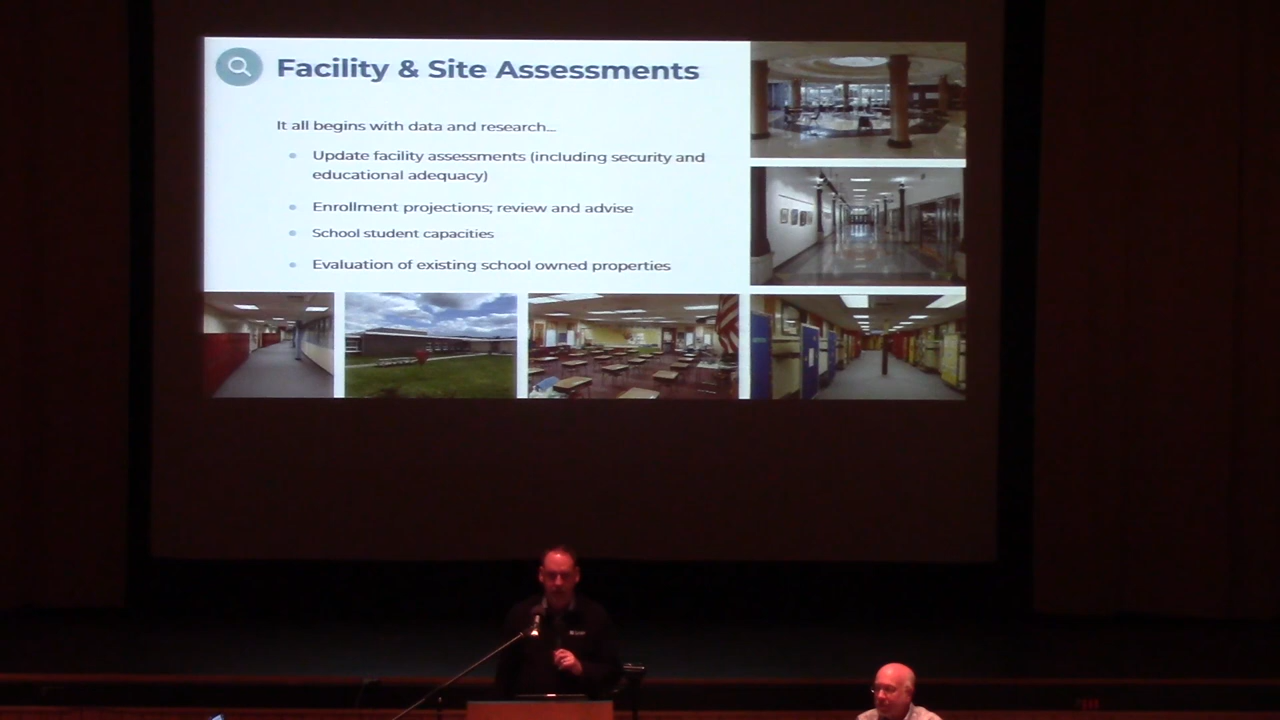 Facility & Site Assessments
It all begins with data and research...
Update facility assessments (including security and
educational adequacy)
Enrollment projections; review and advise
School student capacities
Evaluation of existing school owned properties